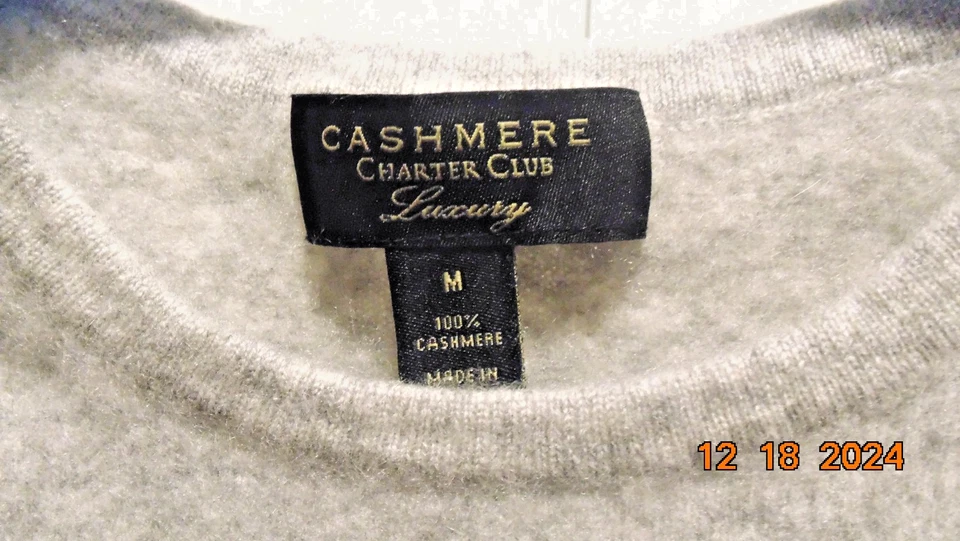 CASHMERE
CHARTER CLUB
Luxury
M
100%
CASHMERE
MADE IN
12 18 2024